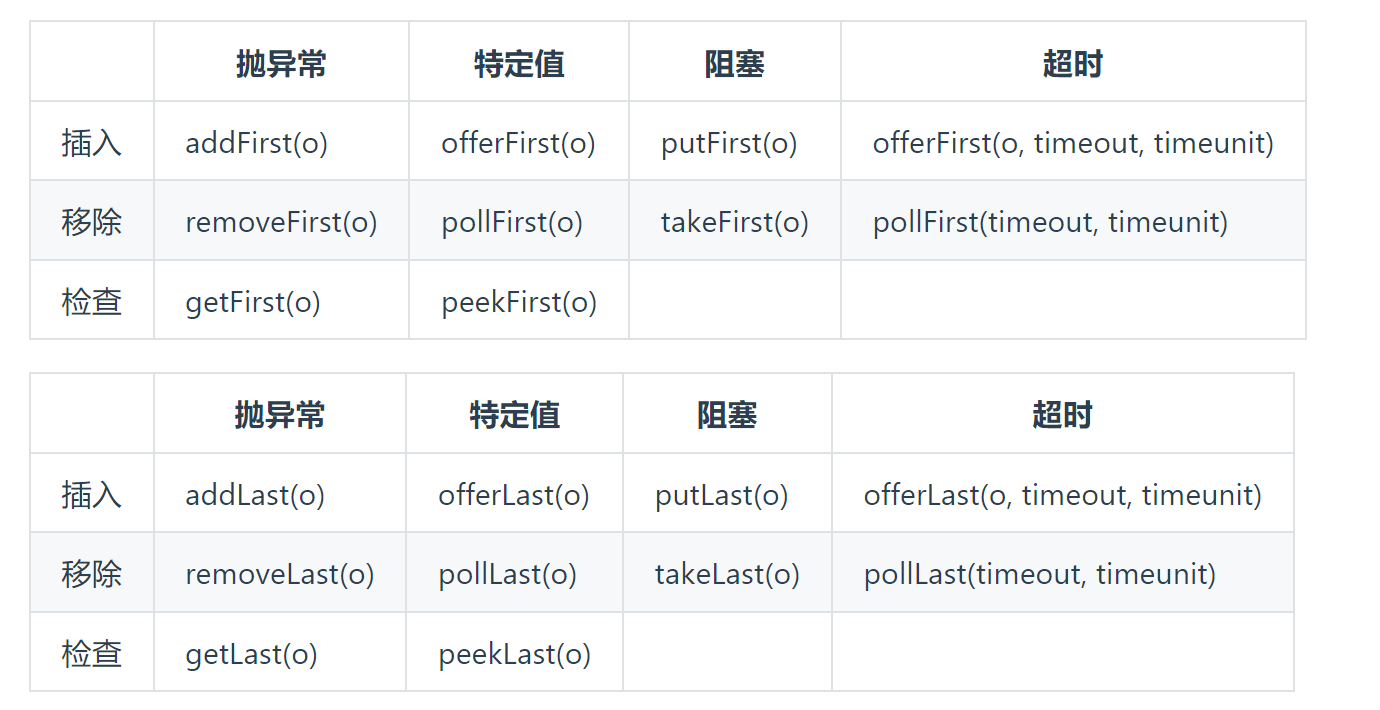 抛异常 特定值 阻塞 超时
插入 addFirst(o) offerFirst(o) putFirst(o) offerFirst(o, timeout, timeunit)
移除 removeFirst(o) pollFirst(o) takeFirst(o) pollFirst(timeout, timeunit)
检查 getFirst(o) peekFirst(o)
抛异常 特定值 阻塞 超时
插入 addLast(o) offerLast(o) putLast(o) offerLast(o, timeout, timeunit)
移除 removeLast(o) pollLast(o) takeLast(o) pollLast(timeout, timeunit)
检查 getLast(o) peekLast(o)